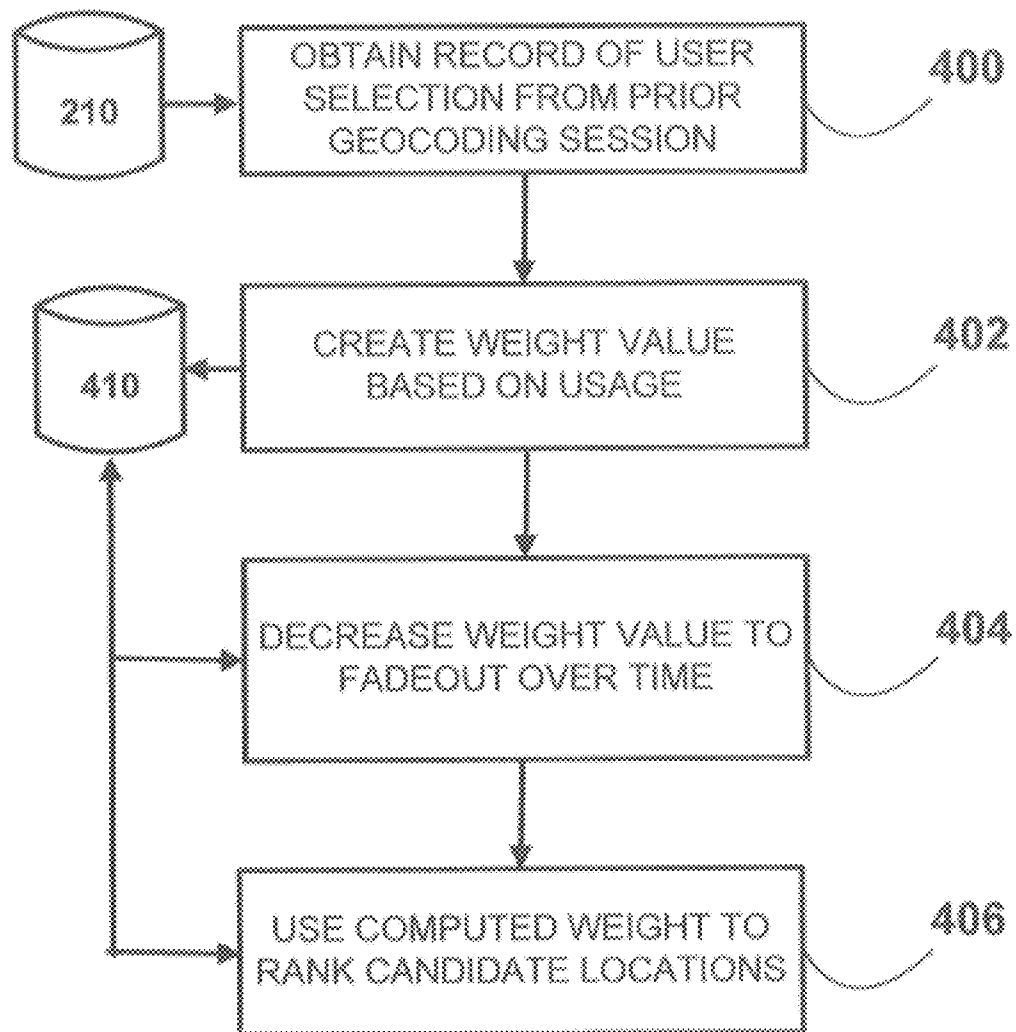 210
OBTAIN RECORD OF USER
SELECTION FROM PRIOR
GEOCODING SESSION
400
410
CREATE WEIGHT VALUE
BASED ON USAGE
402
DECREASE WEIGHT VALUE TO
FADEOUT OVER TIME
404
USE COMPUTED WEIGHT TO
RANK CANDIDATE LOCATIONS
406